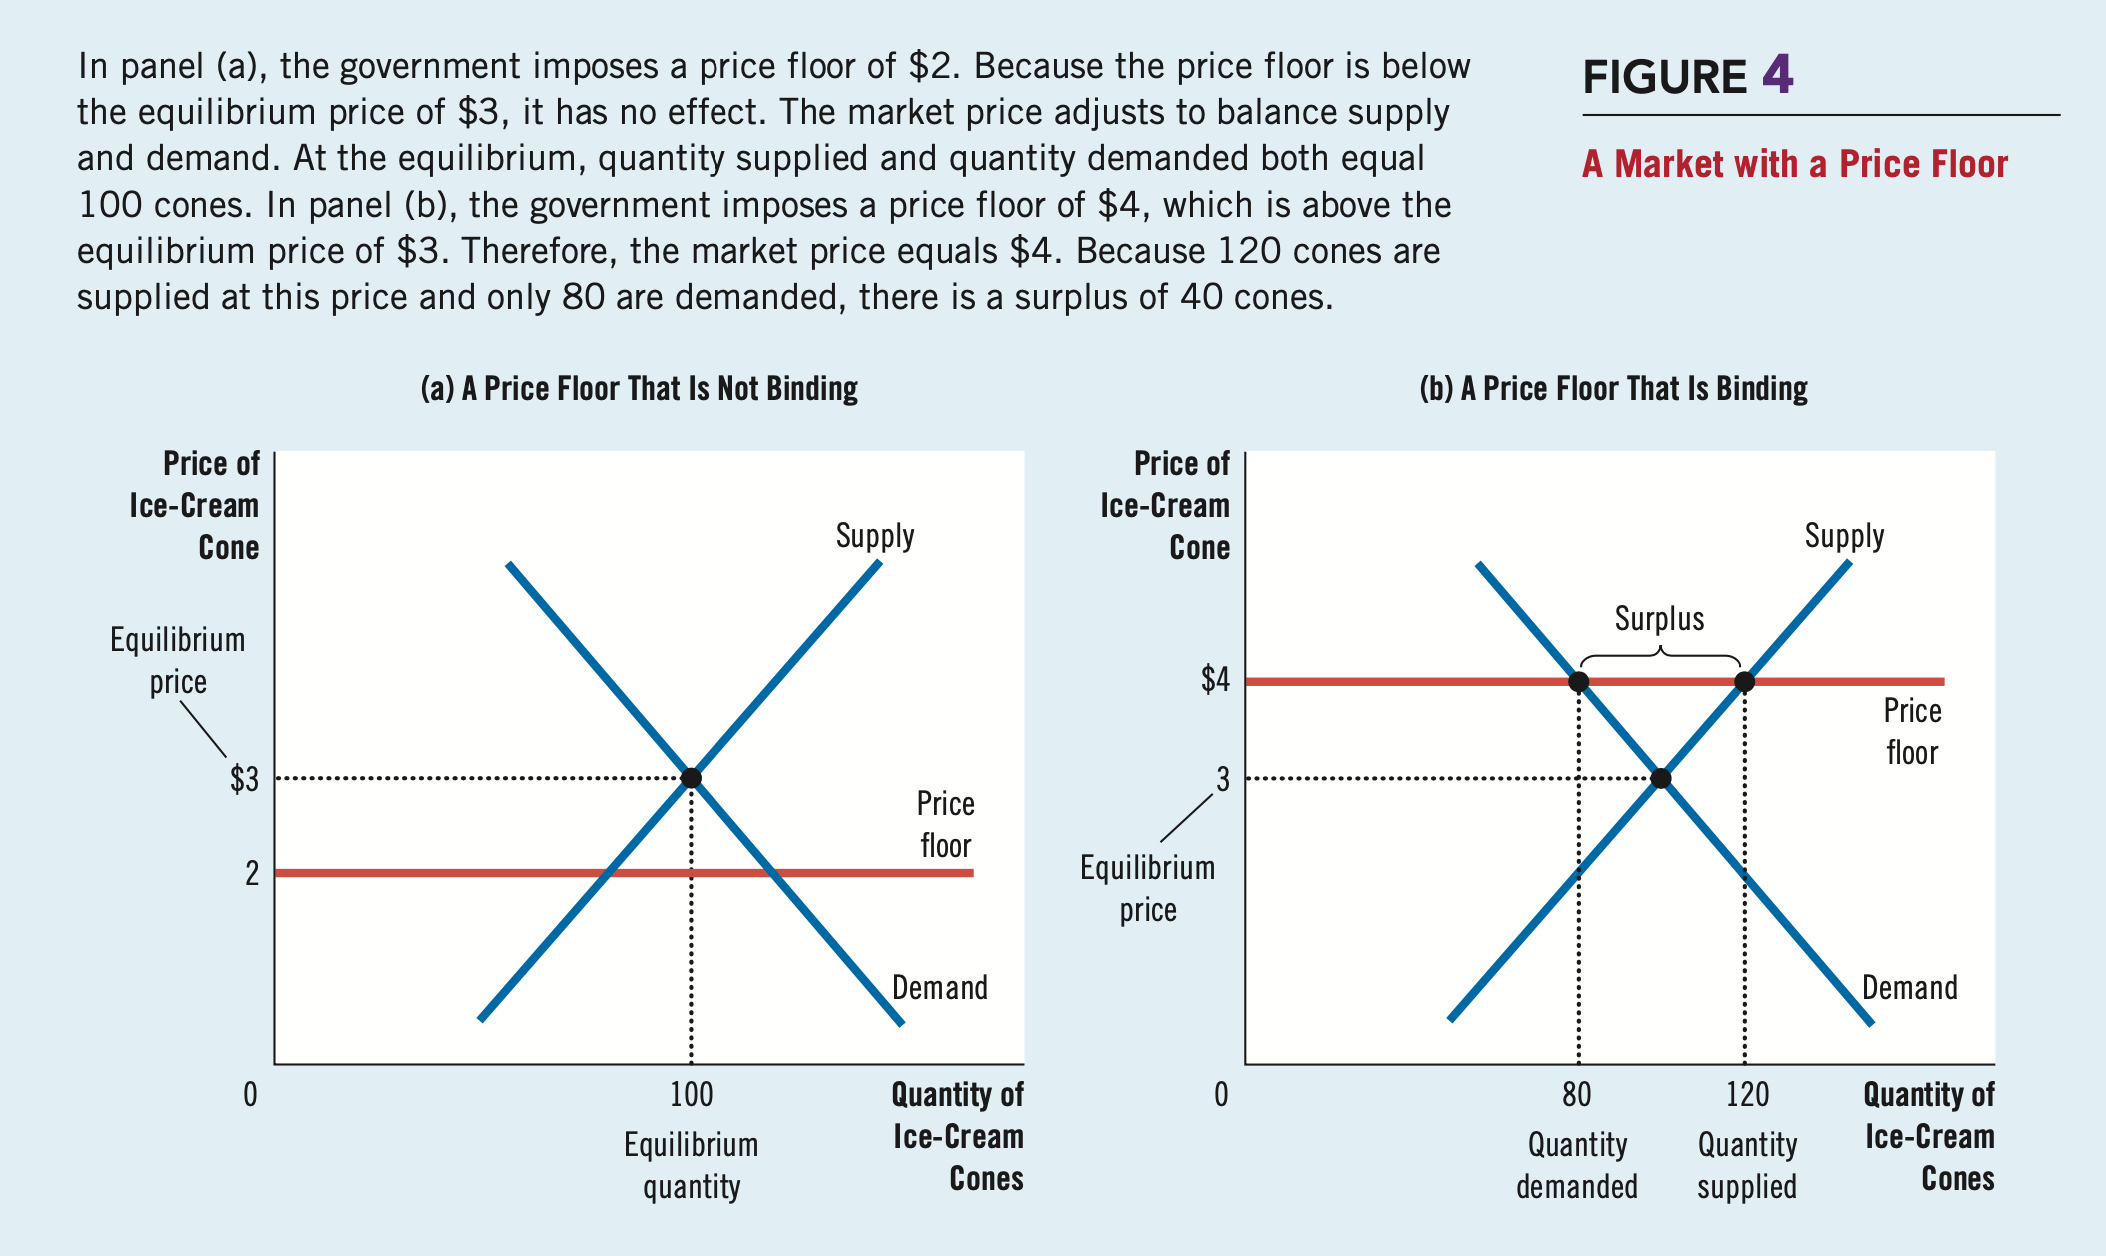 In panel (a), the government imposes a price floor of $2. Because the price floor is below
the equilibrium price of $3, it has no effect. The market price adjusts to balance supply
and demand. At the equilibrium, quantity supplied and quantity demanded both equal
100 cones. In panel (b), the government imposes a price floor of $4, which is above the
equilibrium price of $3. Therefore, the market price equals $4. Because 120 cones are
supplied at this price and only 80 are demanded, there is a surplus of 40 cones.
FIGURE 4
A Market with a Price Floor
(a) A Price Floor That Is Not Binding
Price of
Ice-Cream
Cone
Supply
Equilibrium
price
$3
Price
floor
2
Demand
0
100
Quantity of
Ice-Cream
Cones
Equilibrium
quantity
(b) A Price Floor That Is Binding
Price of
Ice-Cream
Cone
Supply
Surplus
$4
Price
floor
3
Equilibrium
price
Demand
0
80
120
Quantity of
Ice-Cream
Cones
Quantity
demanded
Quantity
supplied